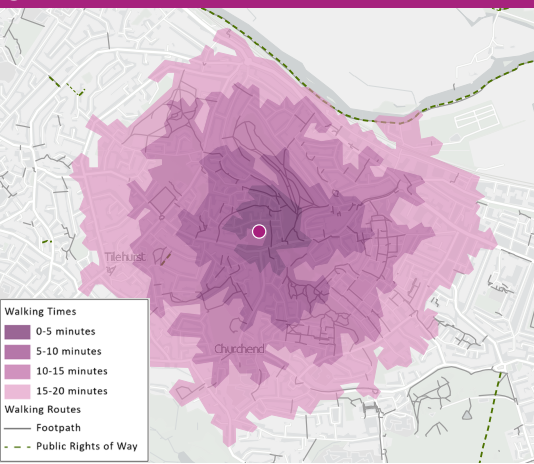 Tilehurst
Churchend
Walking Times
0-5 minutes
5-10 minutes
10-15 minutes
15-20 minutes
Walking Routes
Footpath
Public Rights of Way